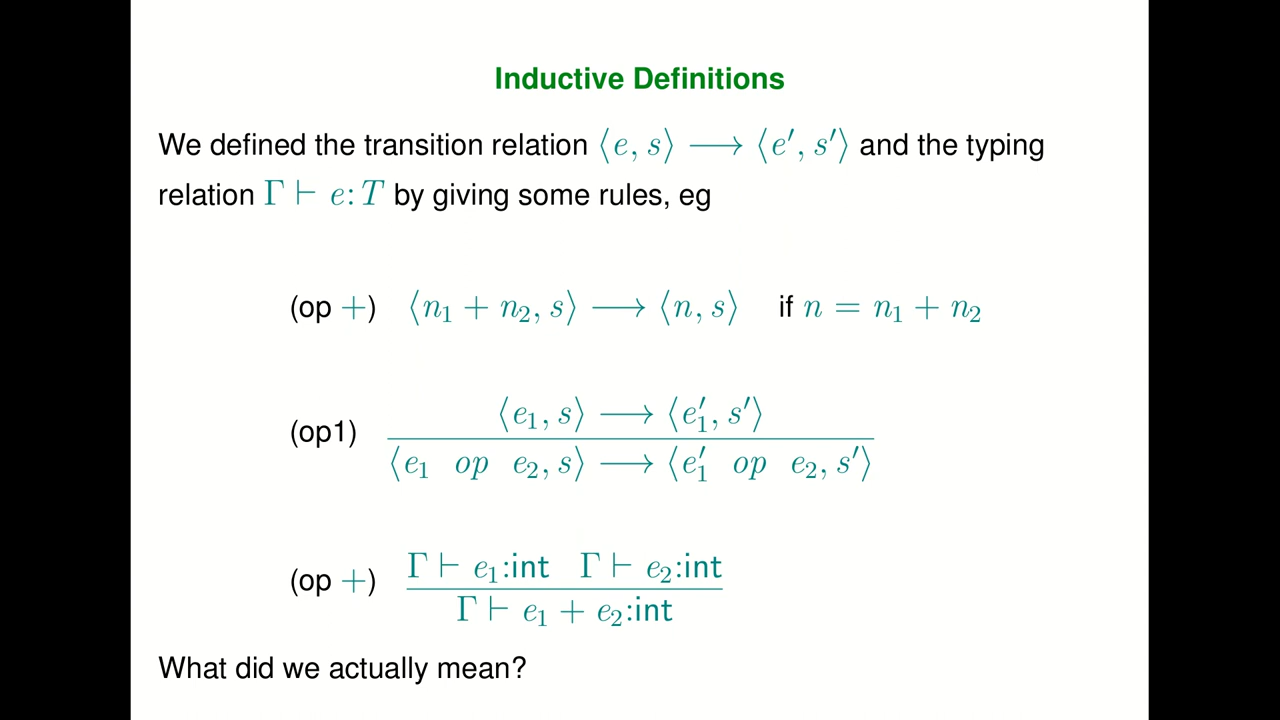 Inductive Definitions
We defined the transition relation ⟨e, s⟩ ⟶ ⟨e′, s′⟩ and the typing
relation Γ ⊢ e:T by giving some rules, eg
(op +) ⟨n₁ + n₂, s⟩ ⟶ ⟨n, s⟩ if n = n₁ + n₂
⟨e₁, s⟩ ⟶ ⟨e₁′, s′⟩
(op1)
⟨e₁ op e₂, s⟩ ⟶ ⟨e₁′ op e₂, s′⟩
Γ ⊢ e₁:int Γ ⊢ e₂:int
(op +)
Γ ⊢ e₁ + e₂:int
What did we actually mean?